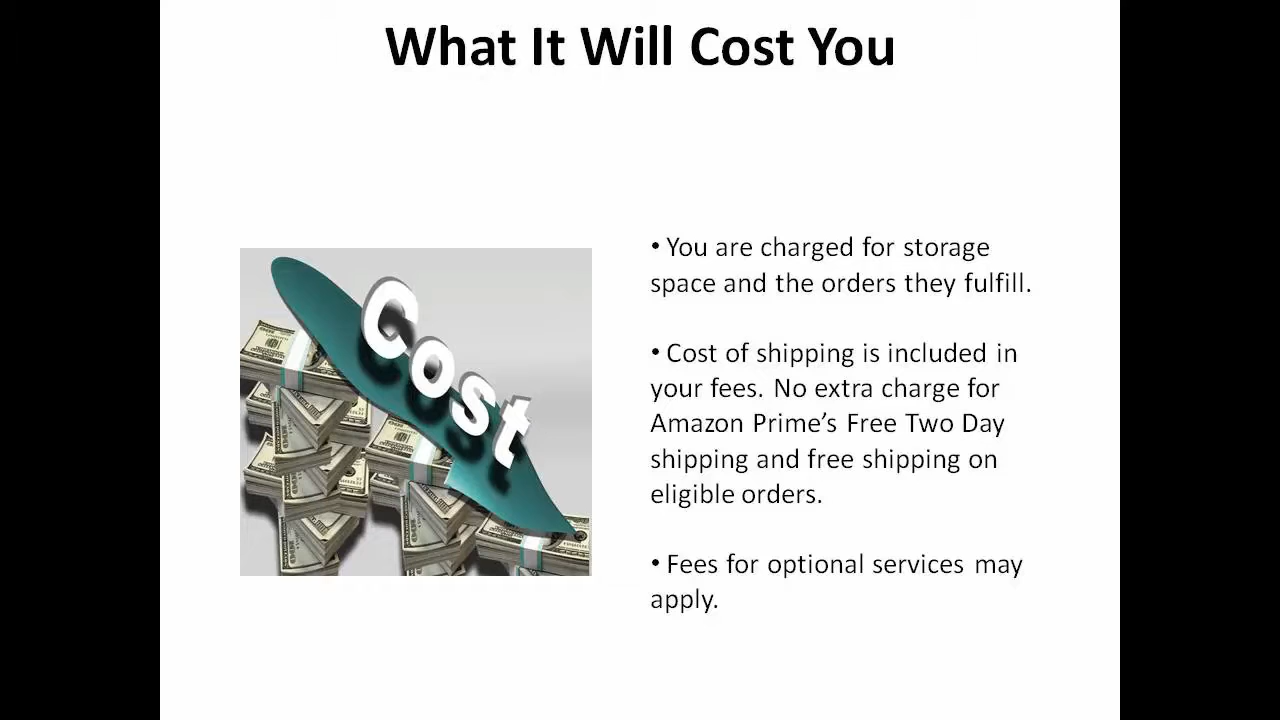 What It Will Cost You
Cost
• You are charged for storage
space and the orders they fulfill.
• Cost of shipping is included in
your fees. No extra charge for
Amazon Prime’s Free Two Day
shipping and free shipping on
eligible orders.
• Fees for optional services may
apply.